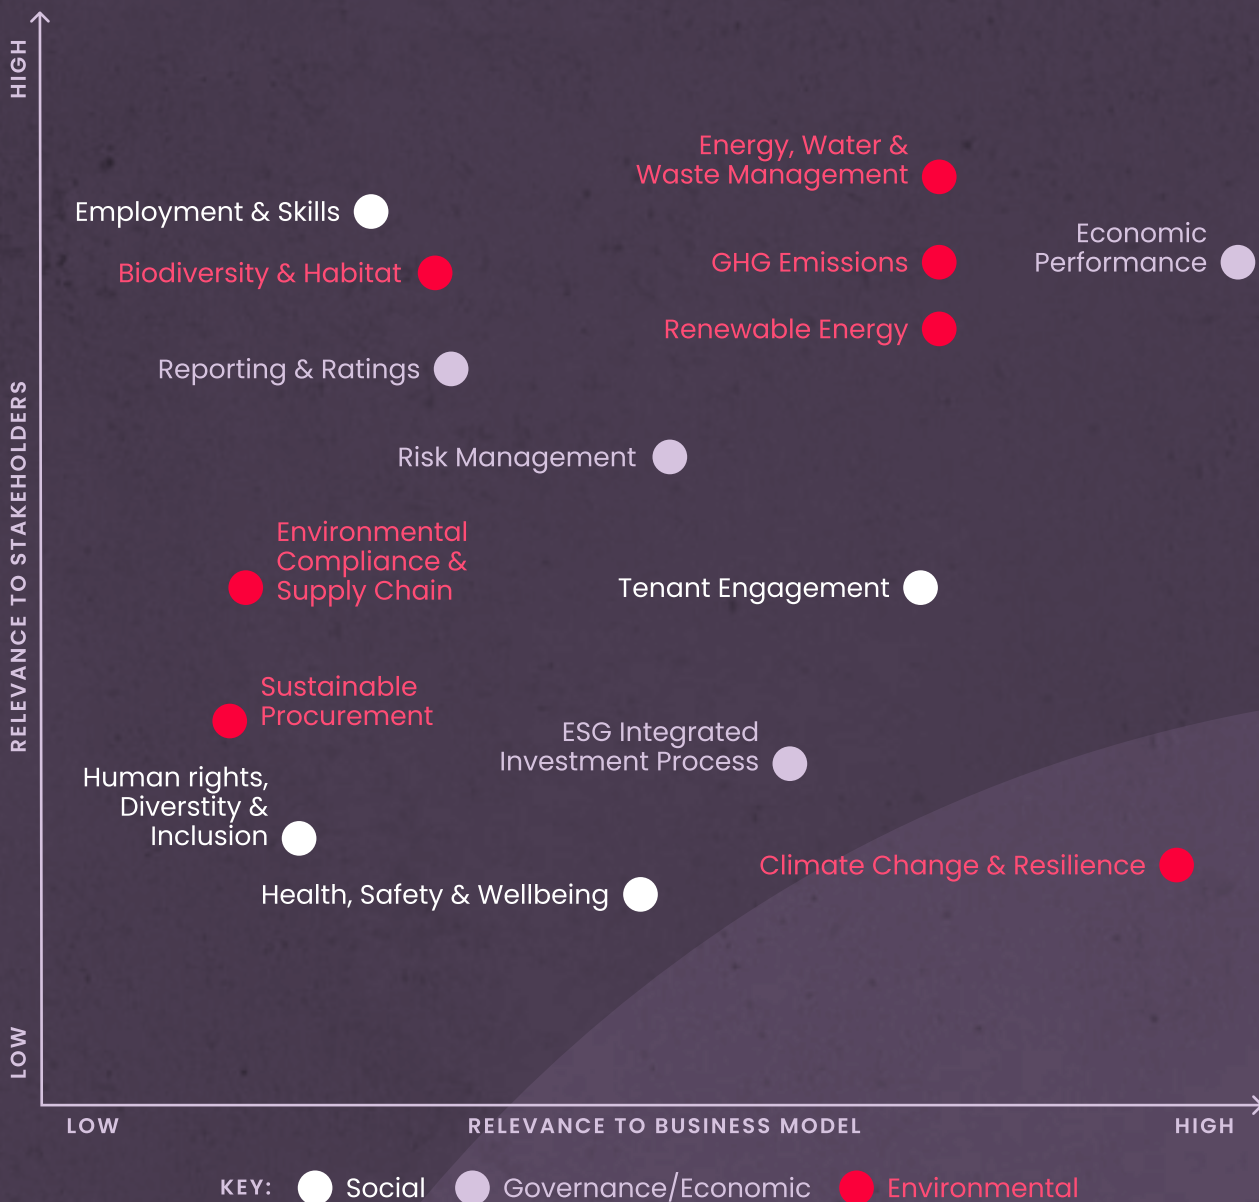 HIGH
Energy, Water &
Waste Management
Employment & Skills
Economic
Performance
Biodiversity & Habitat
GHG Emissions
Renewable Energy
Reporting & Ratings
RELEVANCE TO STAKEHOLDERS
Risk Management
Environmental
Compliance &
Supply Chain
Tenant Engagement
Sustainable
Procurement
ESG Integrated
Investment Process
Human rights,
Diverstity &
Inclusion
Climate Change & Resilience
Health, Safety & Wellbeing
LOW
LOW
RELEVANCE TO BUSINESS MODEL
HIGH
KEY:
Social
Governance/Economic
Environmental